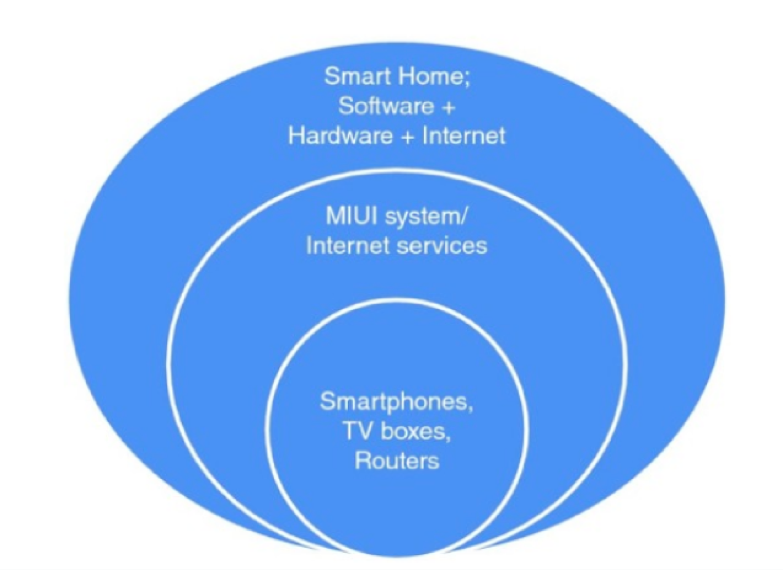 Smart Home;
Software +
Hardware + Internet
MIUI system/
Internet services
Smartphones,
TV boxes,
Routers